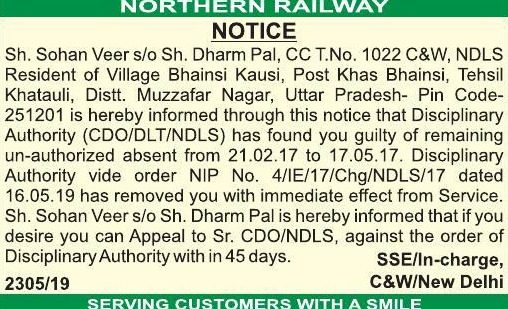 NORTHERN RAILWAY
NOTICE
Sh. Sohan Veer s/o Sh. Dharm Pal, CC T.No. 1022 C&W, NDLS
Resident of Village Bhainsi Kausi, Post Khas Bhainsi, Tehsil
Khatauli, Distt. Muzzafar Nagar, Uttar Pradesh- Pin Code-
251201 is hereby informed through this notice that Disciplinary
Authority (CDO/DLT/NDLS) has found you guilty of remaining
un-authorized absent from 21.02.17 to 17.05.17. Disciplinary
Authority vide order NIP No. 4/IE/17/Chg/NDLS/17 dated
16.05.19 has removed you with immediate effect from Service.
Sh. Sohan Veer s/o Sh. Dharm Pal is hereby informed that if you
desire you can Appeal to Sr. CDO/NDLS, against the order of
Disciplinary Authority with in 45 days.
SSE/In-charge,
2305/19
C&W/New Delhi
SERVING CUSTOMERS WITH A SMILE